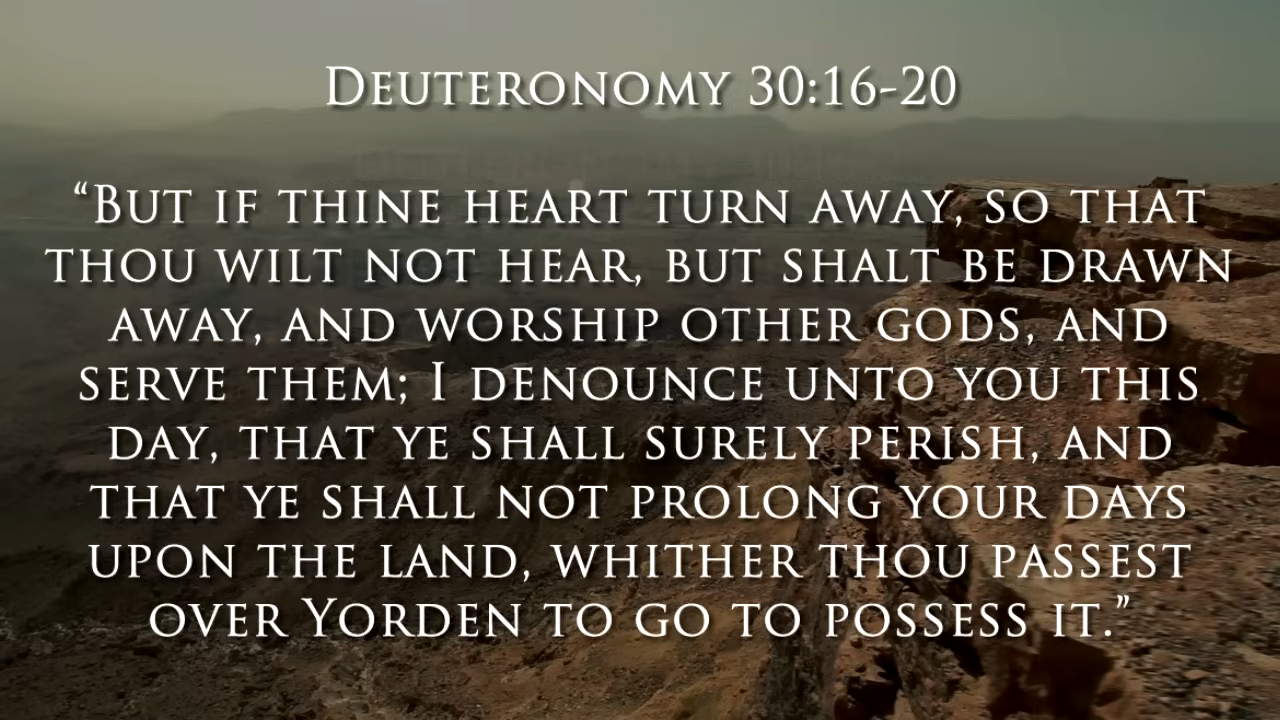 Deuteronomy 30:16-20
“But if thine heart turn away, so that
thou wilt not hear, but shalt be drawn
away, and worship other gods, and
serve them; I denounce unto you this
day, that ye shall surely perish, and
that ye shall not prolong your days
upon the land, whither thou passest
over Yorden to go to possess it.”